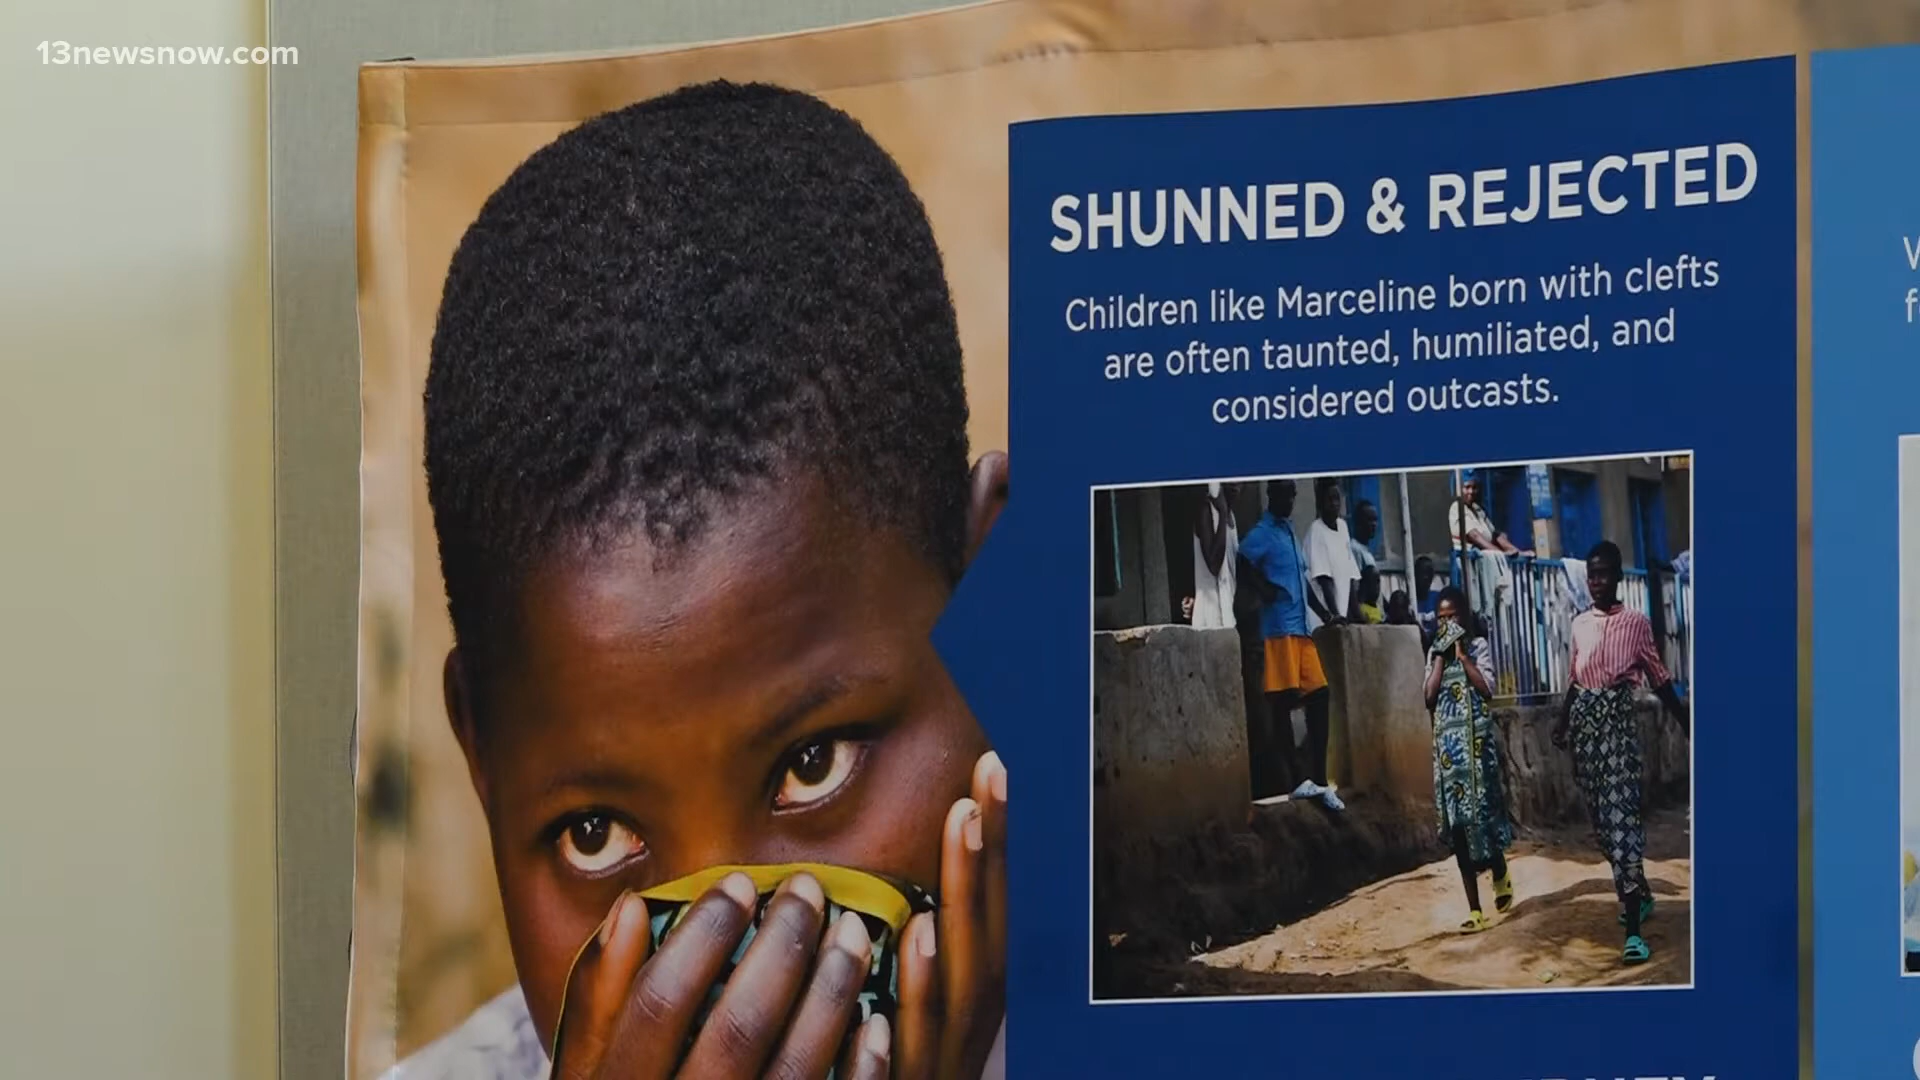 13newsnow.com
SHUNNED & REJECTED
Children like Marceline born with clefts
are often taunted, humiliated, and
considered outcasts.